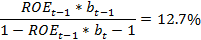 ROE_{t-1} * b_{t-1}
1 - ROE_{t-1} * b_t - 1 = 12.7%